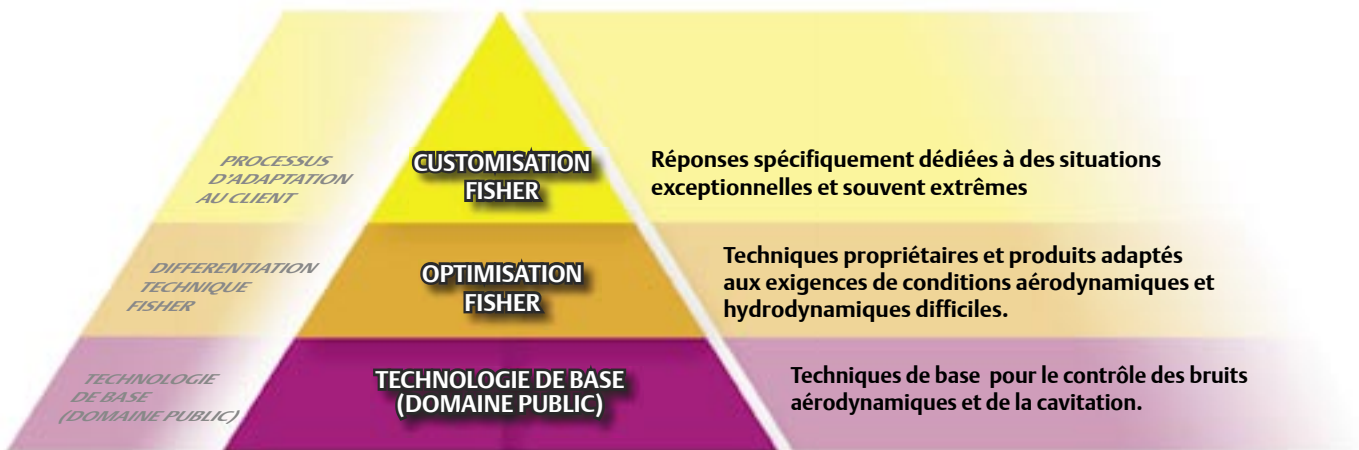 PROCESSUS
D'ADAPTATION
AU CLIENT
CUSTOMISATION
FISHER
Réponses spécifiquement dédiées à des situations
exceptionnelles et souvent extrêmes
DIFFERENTIATION
TECHNIQUE
FISHER
OPTIMISATION
FISHER
Techniques propriétaires et produits adaptés
aux exigences de conditions aérodynamiques et
hydrodynamiques difficiles.
TECHNOLOGIE
DE BASE
(DOMAINE PUBLIC)
TECHNOLOGIE DE BASE
(DOMAINE PUBLIC)
Techniques de base pour le contrôle des bruits
aérodynamiques et de la cavitation.